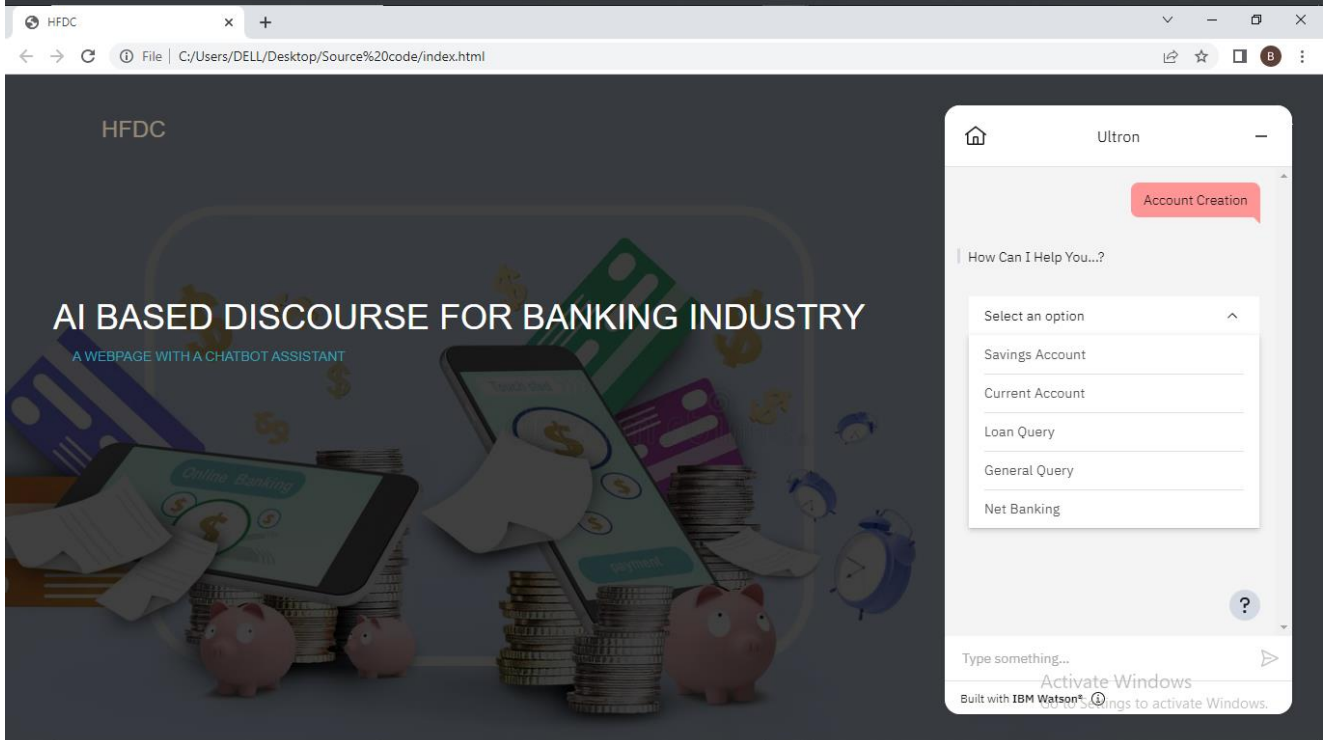 HFDC
File | C:/Users/DELL/Desktop/Source%20code/index.html
B
HFDC
AI BASED DISCOURSE FOR BANKING INDUSTRY
A WEBPAGE WITH A CHATBOT ASSISTANT
Online Banking
payment
Ultron
Account Creation
How Can I Help You...?
Select an option
Savings Account
Current Account
Loan Query
General Query
Net Banking
?
Type something...
Activate Windows
Built with IBM Watson®
Go to Settings to activate Windows.